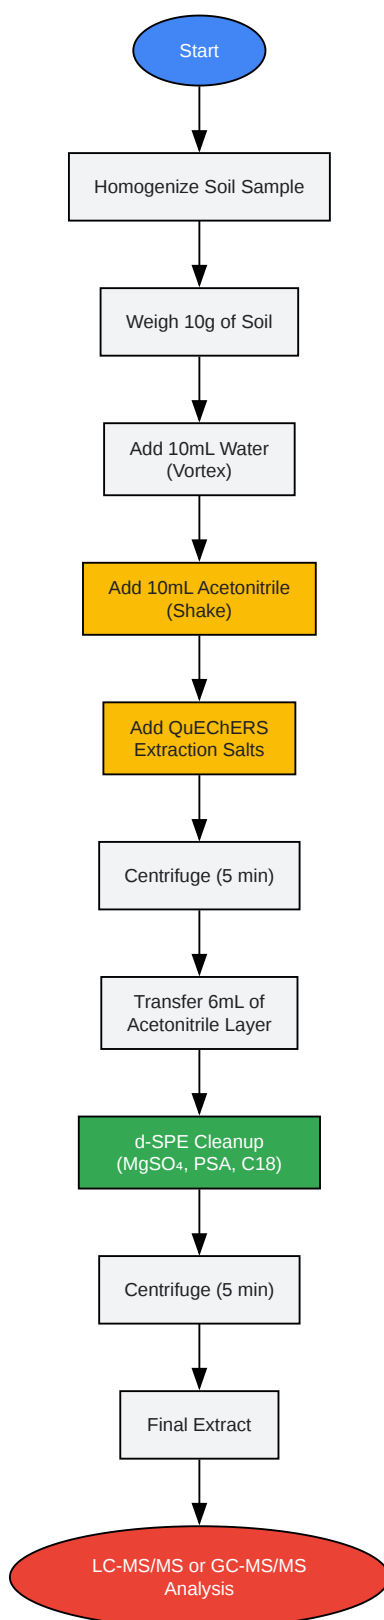 Start
Homogenize Soil Sample
Weigh 10g of Soil
Add 10mL Water
(Vortex)
Add 10mL Acetonitrile
(Shake)
Add QuEChERS
Extraction Salts
Centrifuge (5 min)
Transfer 6mL of
Acetonitrile Layer
d-SPE Cleanup
(MgSO₄, PSA, C18)
Centrifuge (5 min)
Final Extract
LC-MS/MS or GC-MS/MS
Analysis